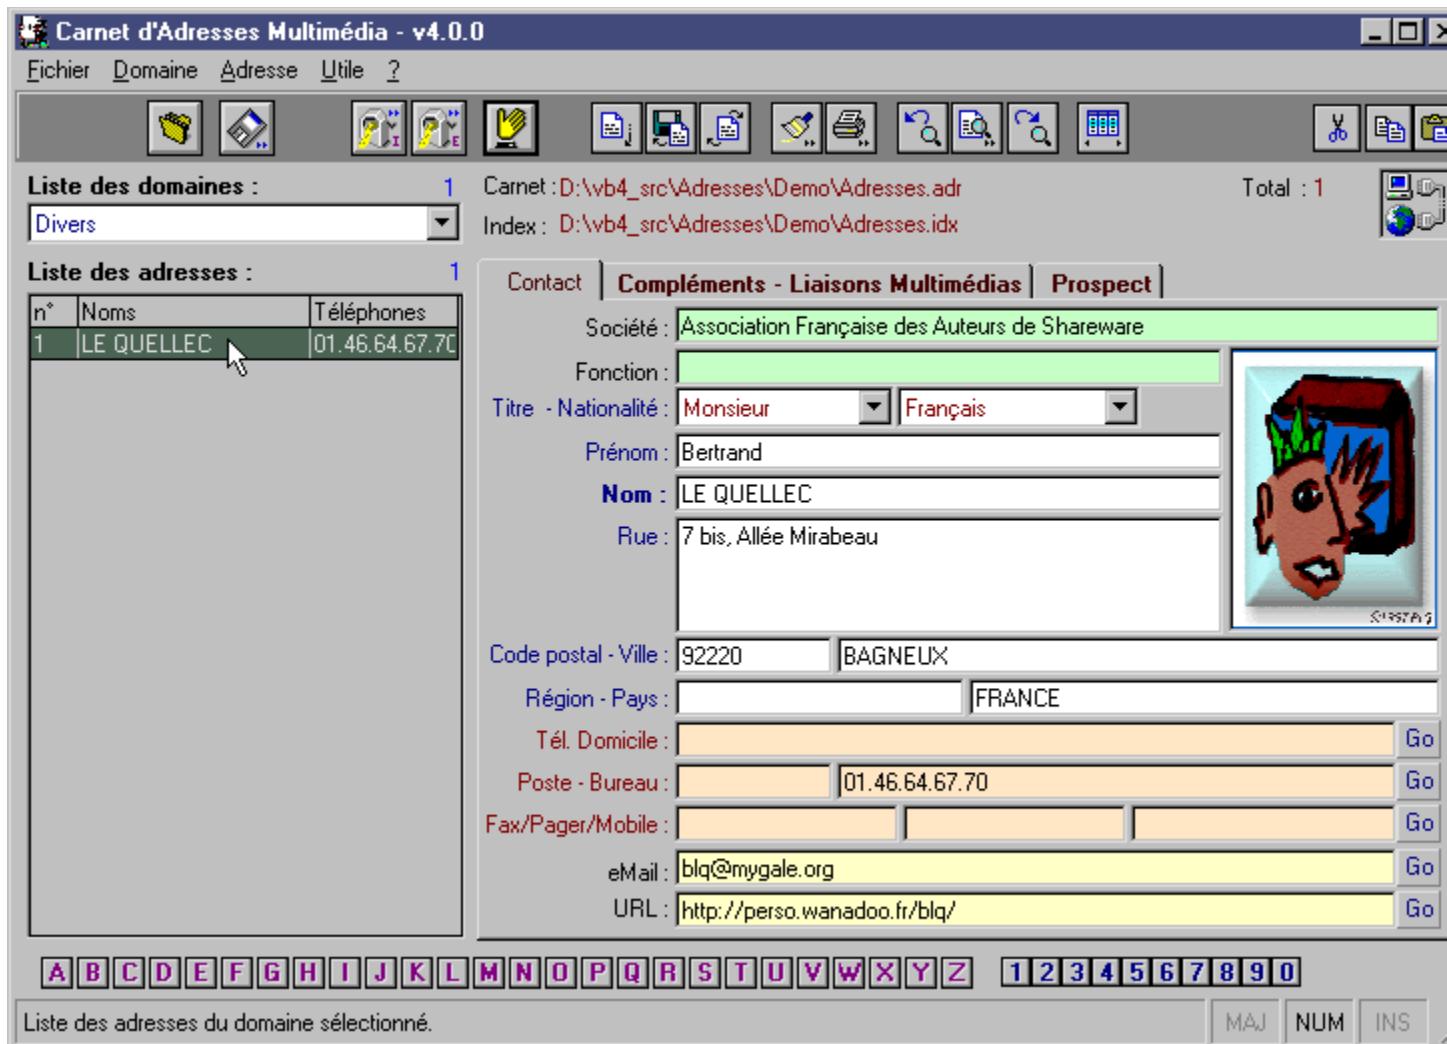 Carnet d'Adresses Multimédia - v4.0.0
Fichier Domaine Adresse Utile ?
Liste des domaines : 1
Divers
Carnet : D:\vb4_src\Adresses\Demo\Adresses.adr
Total : 1
Index : D:\vb4_src\Adresses\Demo\Adresses.idx
Liste des adresses : 1
n° Noms Téléphones
1 LE QUELLEC 01.46.64.67.70
Contact Compléments - Liaisons Multimédias Prospect
Société : Association Française des Auteurs de Shareware
Fonction :
Titre - Nationalité : Monsieur Français
Prénom : Bertrand
Nom : LE QUELLEC
Rue : 7 bis, Allée Mirabeau
Code postal - Ville : 92220 BAGNEUX
Région - Pays : FRANCE
Tél. Domicile : Go
Poste - Bureau : 01.46.64.67.70 Go
Fax/Pager/Mobile : Go
eMail : blq@mygale.org Go
URL : http://perso.wanadoo.fr/blq/ Go
A B C D E F G H I J K L M N O P Q R S T U V W X Y Z 1 2 3 4 5 6 7 8 9 0
Liste des adresses du domaine sélectionné. MAJ NUM INS